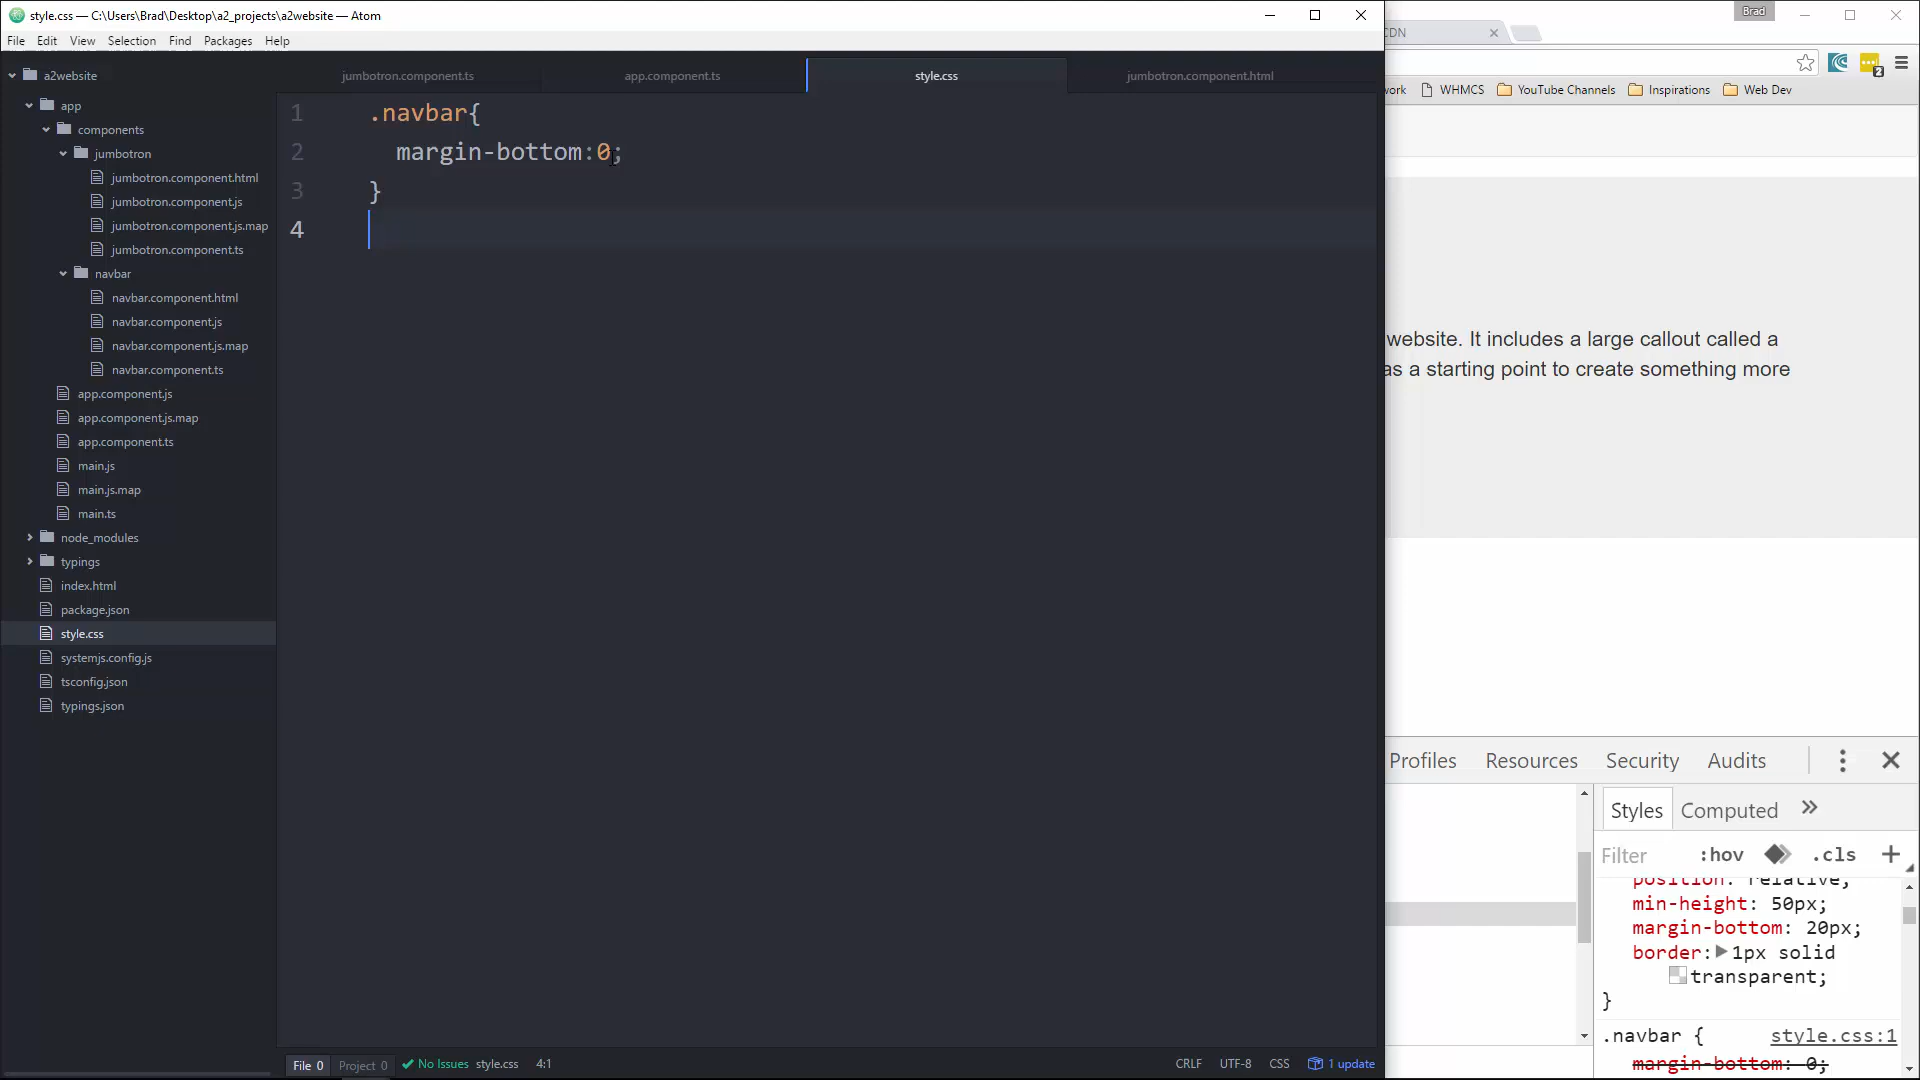 style.css — C:\Users\Brad\Desktop\a2_projects\a2website — Atom
File Edit View Selection Find Packages Help
a2website
app
components
jumbotron
jumbotron.component.html
jumbotron.component.js
jumbotron.component.js.map
jumbotron.component.ts
navbar
navbar.component.html
navbar.component.js
navbar.component.js.map
navbar.component.ts
app.component.js
app.component.js.map
app.component.ts
main.js
main.js.map
main.ts
node_modules
typings
index.html
package.json
style.css
systemjs.config.js
tsconfig.json
typings.json
jumbotron.component.ts app.component.ts style.css jumbotron.component.html
1 .navbar{
2 margin-bottom:0;
3 }
4
File 0 Project 0 No Issues style.css 4:1 CRLF UTF-8 CSS 1 update
Brad
CDN
2
work WHMCS YouTube Channels Inspirations Web Dev
website. It includes a large callout called a
as a starting point to create something more
Profiles Resources Security Audits
Styles Computed
Filter :hov .cls +
position: relative;
min-height: 50px;
margin-bottom: 20px;
border: 1px solid
transparent;
}
.navbar { style.css:1
margin-bottom: 0;